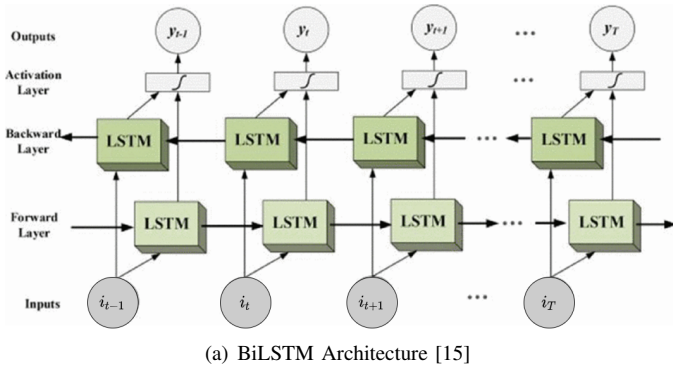 Outputs y_{t-1} y_t y_{t+1} ... y_T
Activation
Layer
...
Backward
Layer
LSTM LSTM LSTM ... LSTM
Forward
Layer
LSTM LSTM LSTM ... LSTM
Inputs i_{t-1} i_t i_{t+1} ... i_T
(a) BiLSTM Architecture [15]